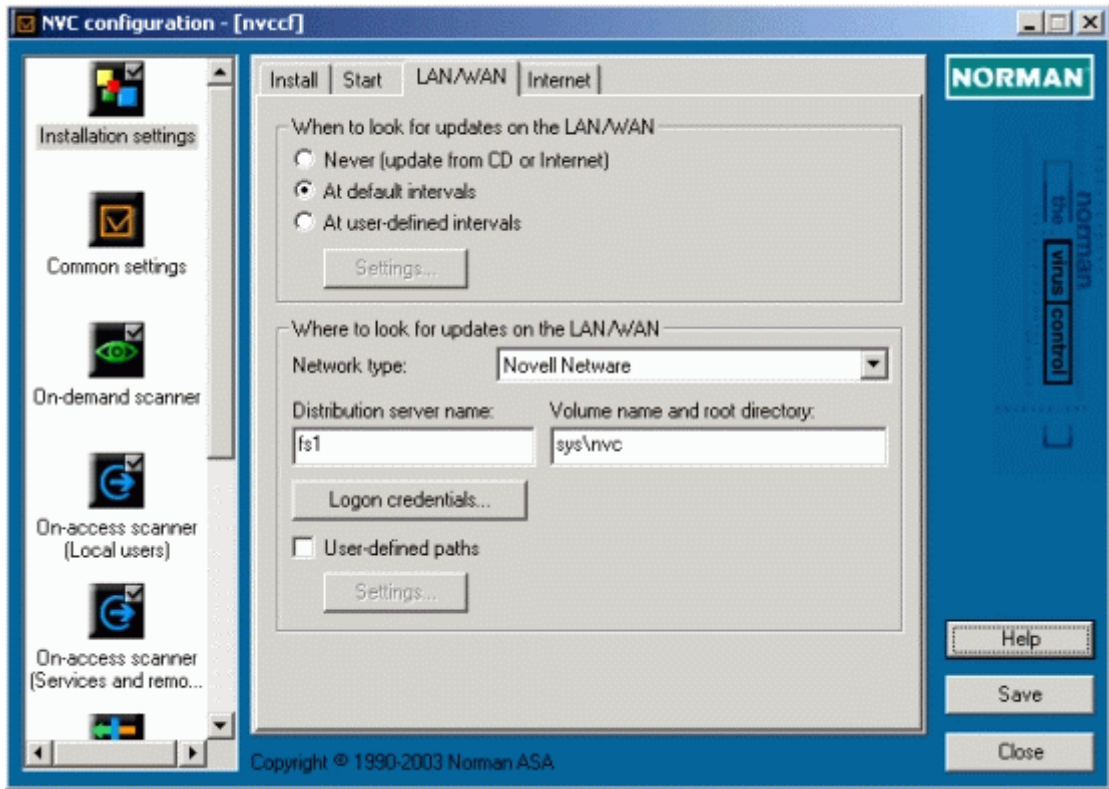 NVC configuration - [nvccf]
Installation settings
Common settings
On-demand scanner
On-access scanner
(Local users)
On-access scanner
(Services and remo...
Install
Start
LAN/WAN
Internet
When to look for updates on the LAN/WAN
Never (update from CD or Internet)
At default intervals
At user-defined intervals
Settings...
Where to look for updates on the LAN/WAN
Network type:
Novell Netware
Distribution server name:
Volume name and root directory:
fs1
sys\nvc
Logon credentials...
User-defined paths
Settings...
Copyright © 1990-2003 Norman ASA
NORMAN
norman
the
virus control
Help
Save
Close